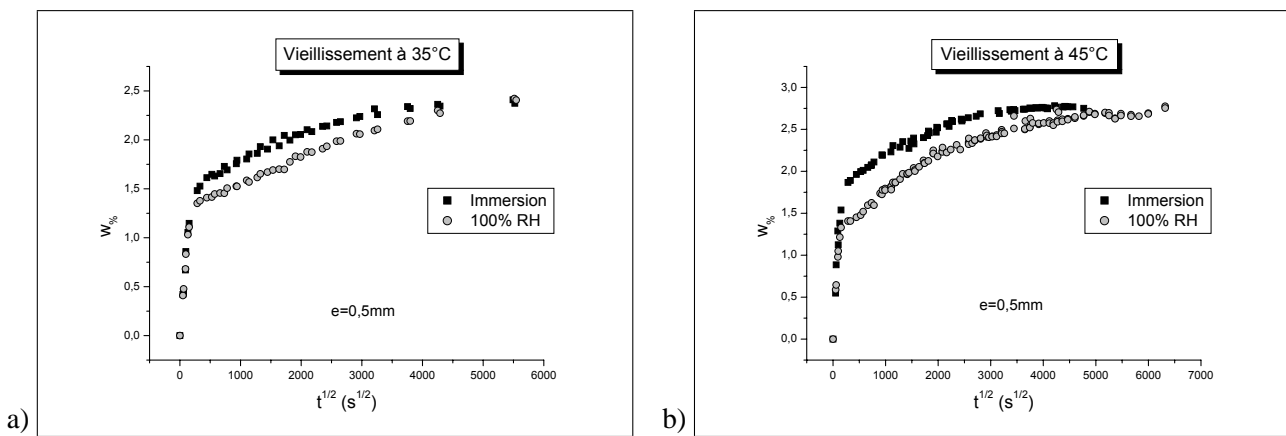 Vieillissement à 35°C
2,5
2,0
1,5
1,0
0,5
0,0
W%
Immersion
100% RH
e=0,5mm
0 1000 2000 3000 4000 5000 6000
t1/2 (s1/2)
a)
Vieillissement à 45°C
3,0
2,5
2,0
1,5
1,0
0,5
0,0
W%
Immersion
100% RH
e=0,5mm
0 1000 2000 3000 4000 5000 6000 7000
t1/2 (s1/2)
b)